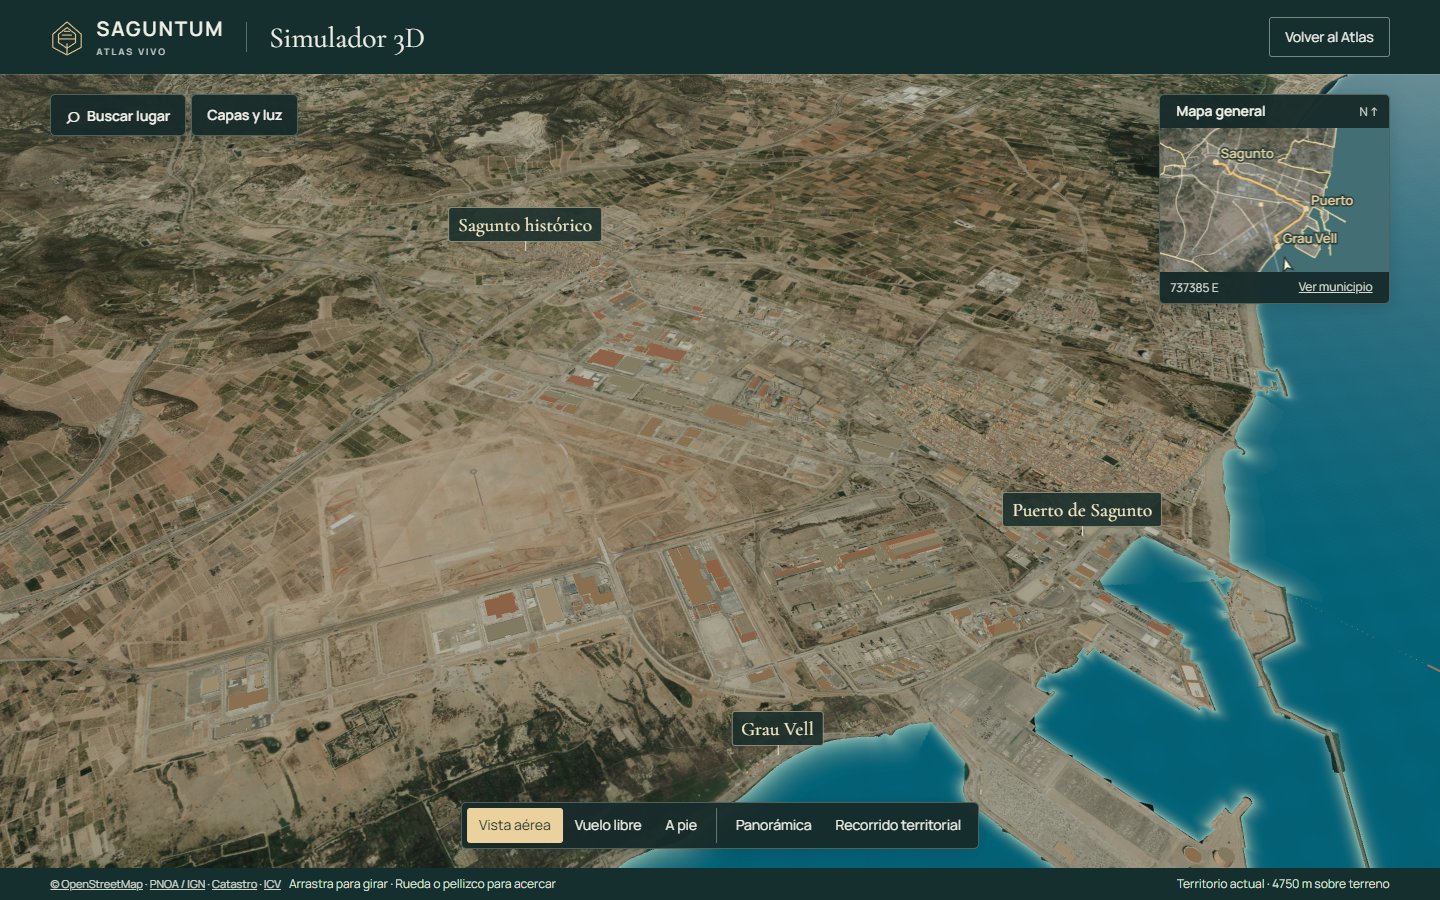 SAGUNTUM
ATLAS VIVO
Simulador 3D
Volver al Atlas
Buscar lugar
Capas y luz
Mapa general
N ↑
Sagunto
Puerto
Grau Vell
737385 E
Ver municipio
Sagunto histórico
Puerto de Sagunto
Grau Vell
Vista aérea
Vuelo libre
A pie
Panorámica
Recorrido territorial
© OpenStreetMap · PNOA / IGN · Catastro · ICV Arrastra para girar · Rueda o pellizco para acercar
Territorio actual · 4750 m sobre terreno